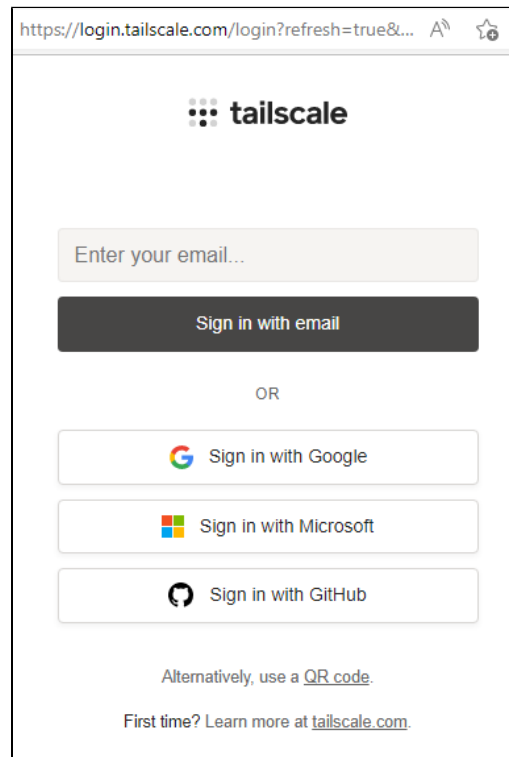 https://login.tailscale.com/login?refresh=true&...
tailscale
Enter your email...
Sign in with email
OR
Sign in with Google
Sign in with Microsoft
Sign in with GitHub
Alternatively, use a QR code.
First time? Learn more at tailscale.com.